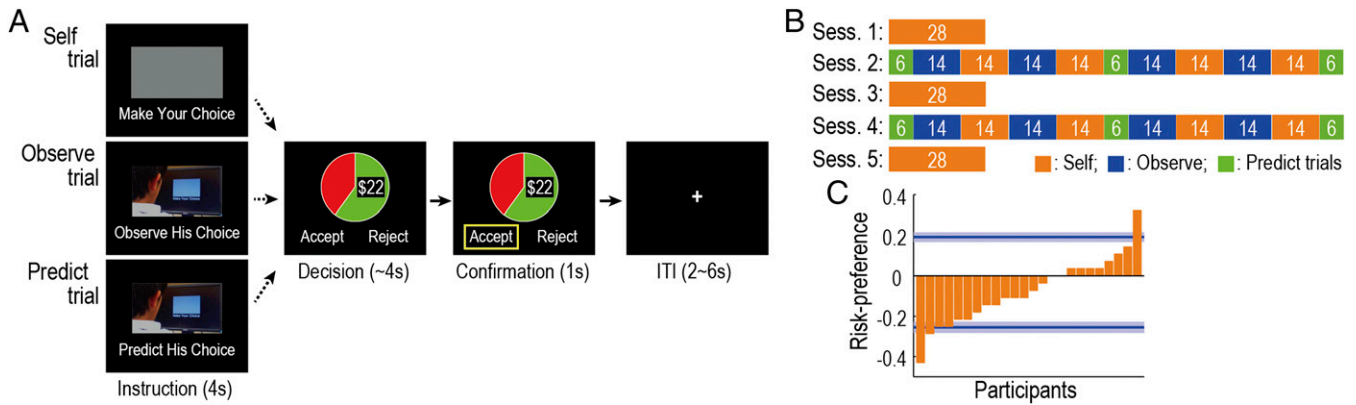 A
Self
trial
Make Your Choice
Observe
trial
Observe His Choice
Predict
trial
Predict His Choice
Instruction (4s)
$22
Accept Reject
Decision (~4s)
$22
Accept Reject
Confirmation (1s)
+
ITI (2~6s)
B
Sess. 1: 28
Sess. 2: 6 14 14 14 14 6 14 14 14 14 6
Sess. 3: 28
Sess. 4: 6 14 14 14 14 6 14 14 14 14 6
Sess. 5: 28
: Self; : Observe; : Predict trials
C
Risk-preference
0.4
0.2
0
-0.2
-0.4
Participants